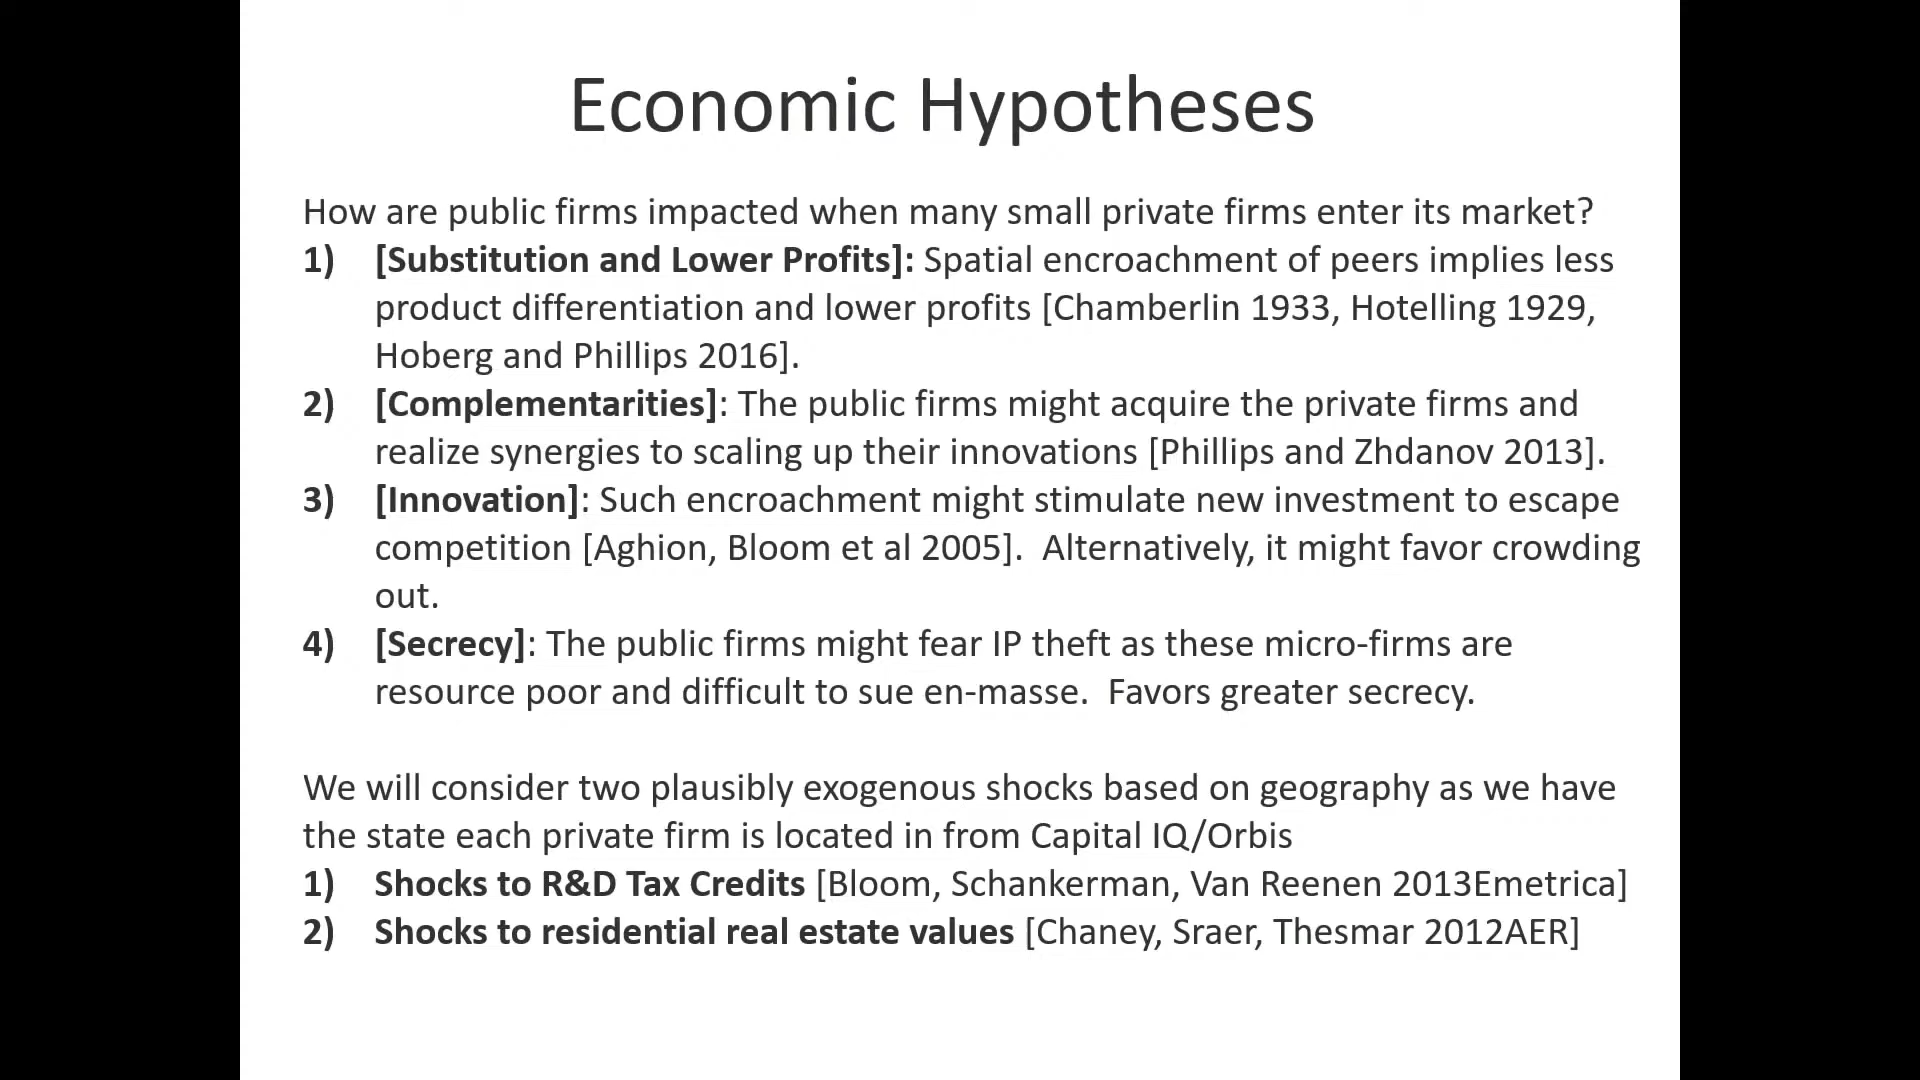 Economic Hypotheses
How are public firms impacted when many small private firms enter its market?
1) [Substitution and Lower Profits]: Spatial encroachment of peers implies less
product differentiation and lower profits [Chamberlin 1933, Hotelling 1929,
Hoberg and Phillips 2016].
2) [Complementarities]: The public firms might acquire the private firms and
realize synergies to scaling up their innovations [Phillips and Zhdanov 2013].
3) [Innovation]: Such encroachment might stimulate new investment to escape
competition [Aghion, Bloom et al 2005].  Alternatively, it might favor crowding
out.
4) [Secrecy]: The public firms might fear IP theft as these micro-firms are
resource poor and difficult to sue en-masse.  Favors greater secrecy.
We will consider two plausibly exogenous shocks based on geography as we have
the state each private firm is located in from Capital IQ/Orbis
1) Shocks to R&D Tax Credits [Bloom, Schankerman, Van Reenen 2013Emetrica]
2) Shocks to residential real estate values [Chaney, Sraer, Thesmar 2012AER]